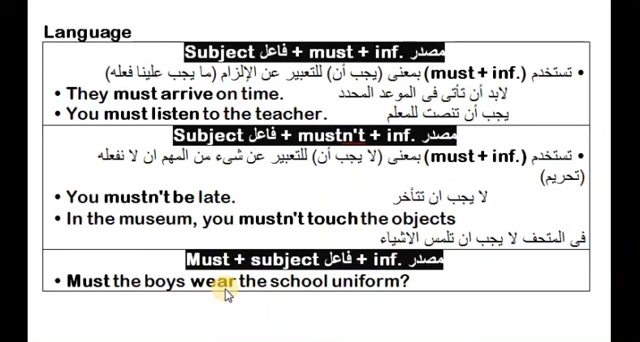 Language
Subject فاعل + must + inf. مصدر
• تستخدم (must + inf.) بمعنى (يجب أن) للتعبير عن الإلزام (ما يجب علينا فعله)
• They must arrive on time. لابد أن تأتى فى الموعد المحدد
• You must listen to the teacher. يجب أن تنصت للمعلم
Subject فاعل + mustn't + inf. مصدر
• تستخدم (must + inf.) بمعنى (لا يجب أن) للتعبير عن شىء من المهم ان لا نفعله
(تحريم)
• You mustn't be late. لا يجب ان تتأخر
• In the museum, you mustn't touch the objects
فى المتحف لا يجب ان تلمس الاشياء
Must + subject فاعل + inf. مصدر
• Must the boys wear the school uniform?